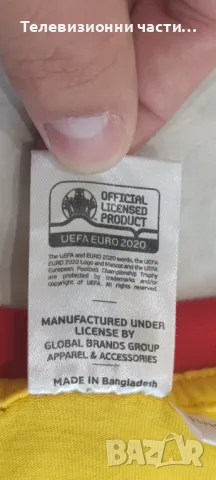 Телевизионни части...
OFFICIAL
LICENSED
PRODUCT
UEFA EURO 2020
The UEFA and EURO 2020 words, the UEFA
EURO 2020 Logo and Mascot and the UEFA
European Football Championship Trophy
are protected by trademarks and/or
copyright of UEFA. All rights reserved.
MANUFACTURED UNDER
LICENSE BY
GLOBAL BRANDS GROUP
APPAREL & ACCESSORIES
MADE IN Bangladesh
BAZAR
bg